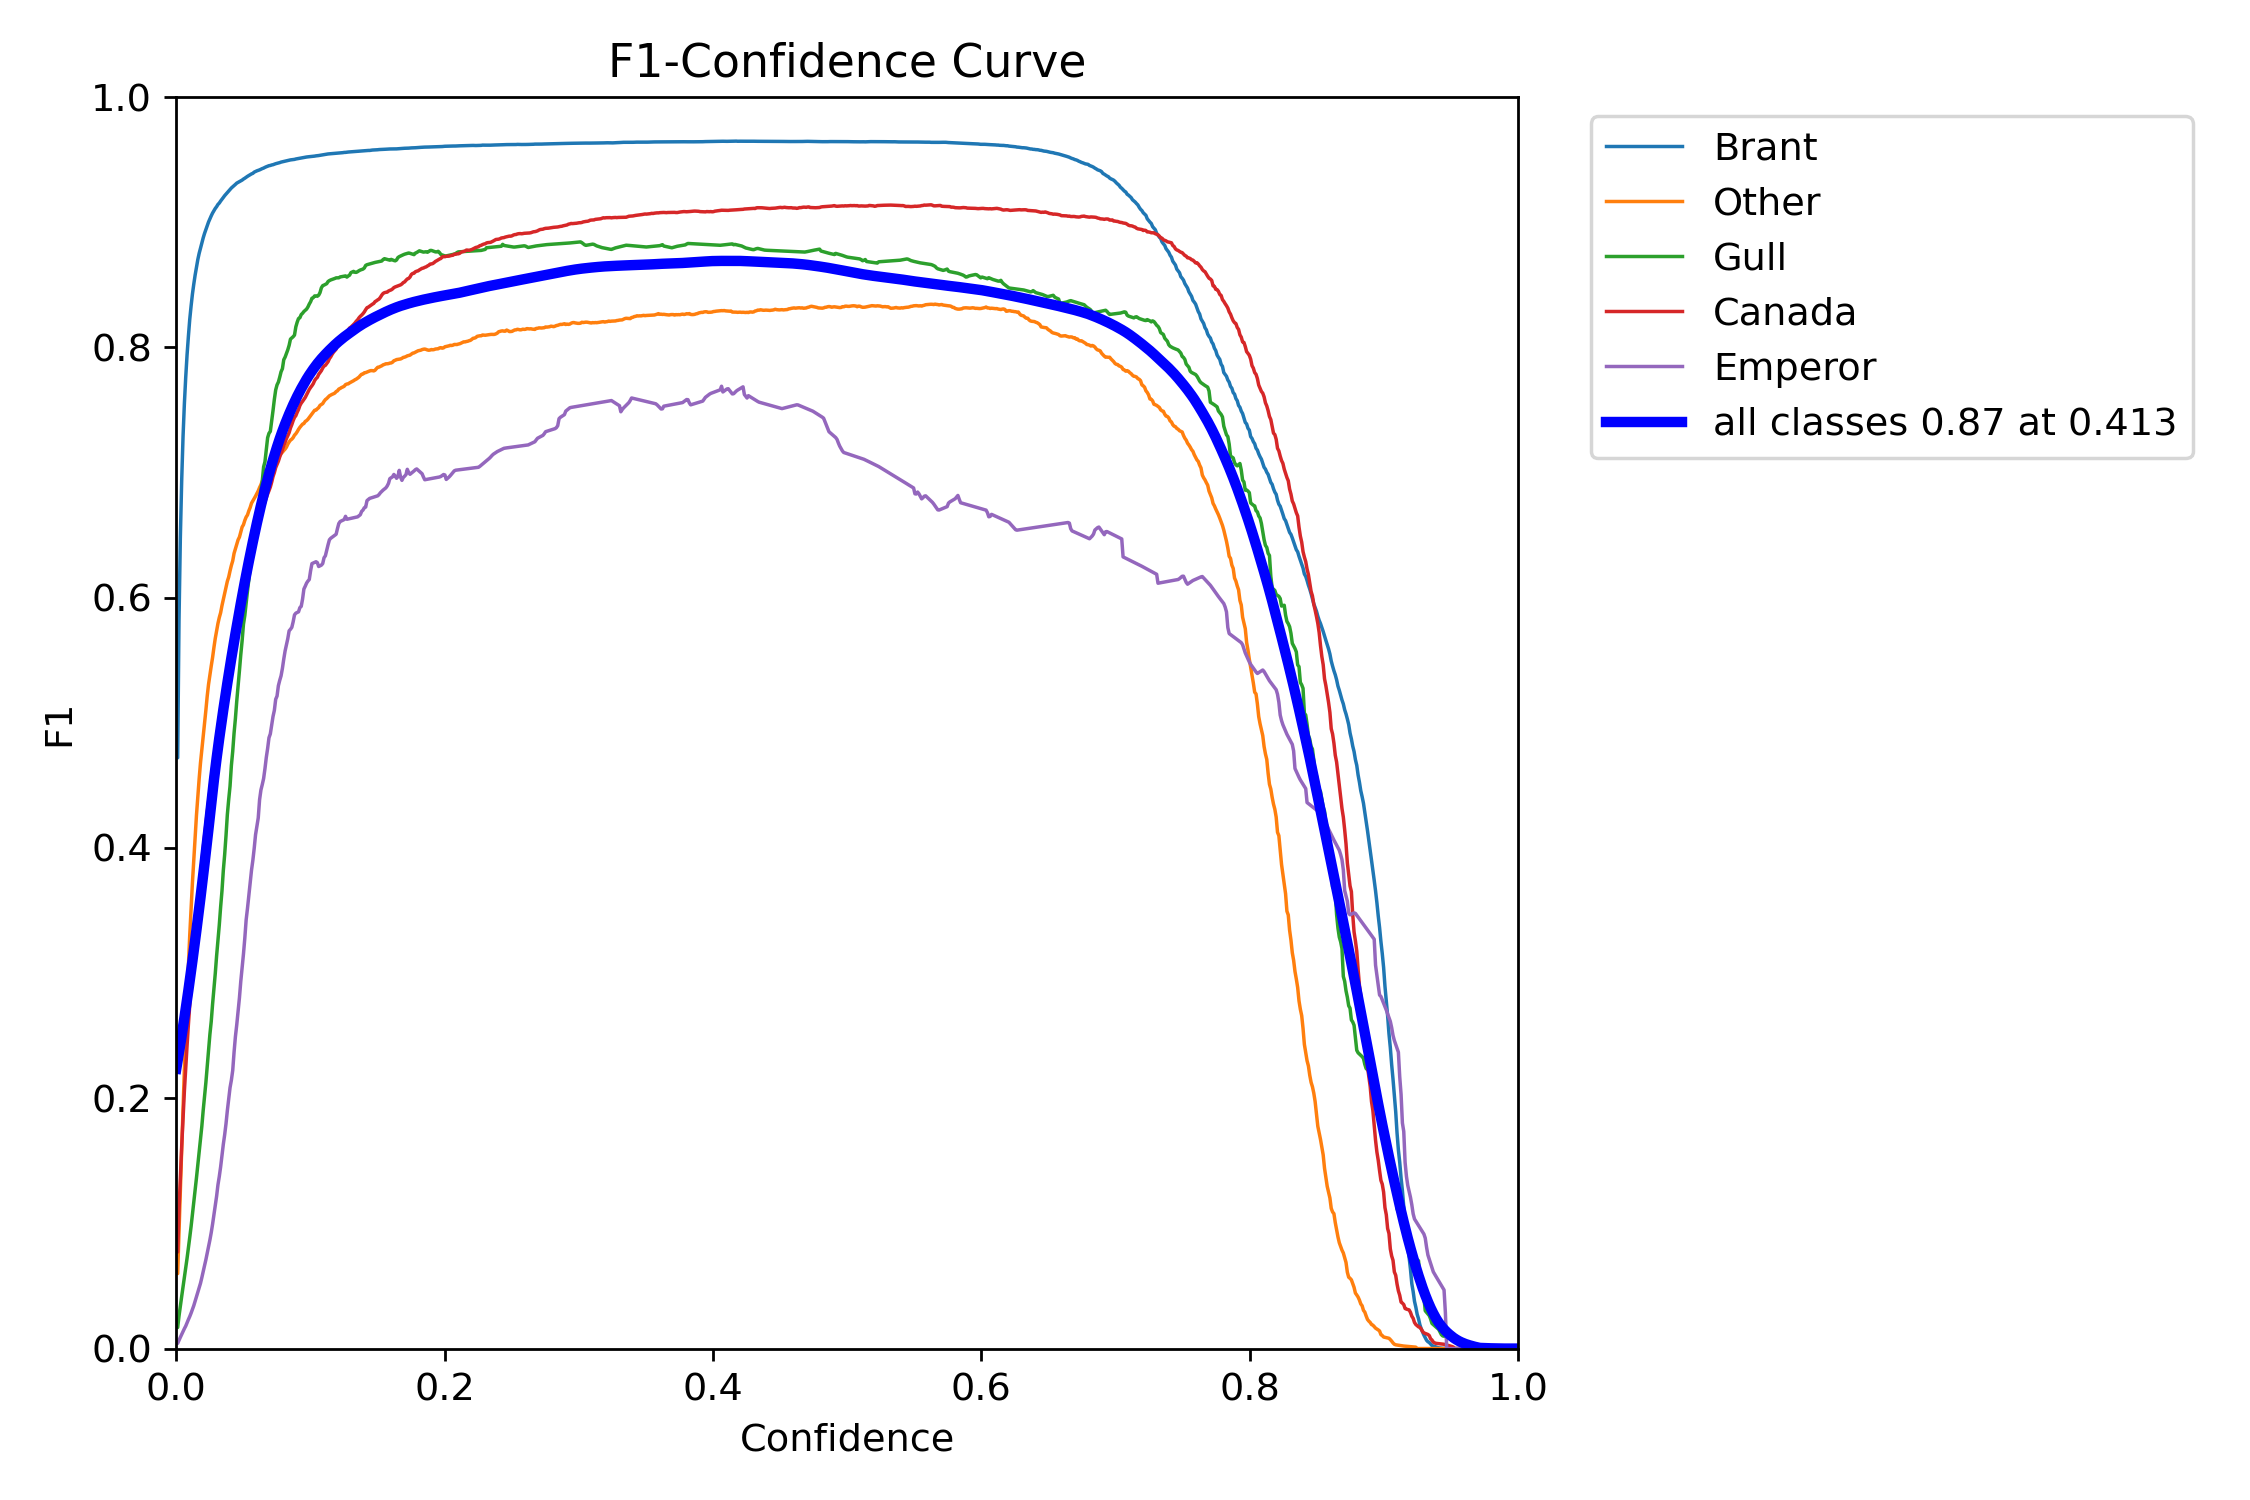 F1-Confidence Curve
1.0
0.8
0.6
0.4
0.2
0.0
F1
0.0 0.2 0.4 0.6 0.8 1.0
Confidence
Brant
Other
Gull
Canada
Emperor
all classes 0.87 at 0.413